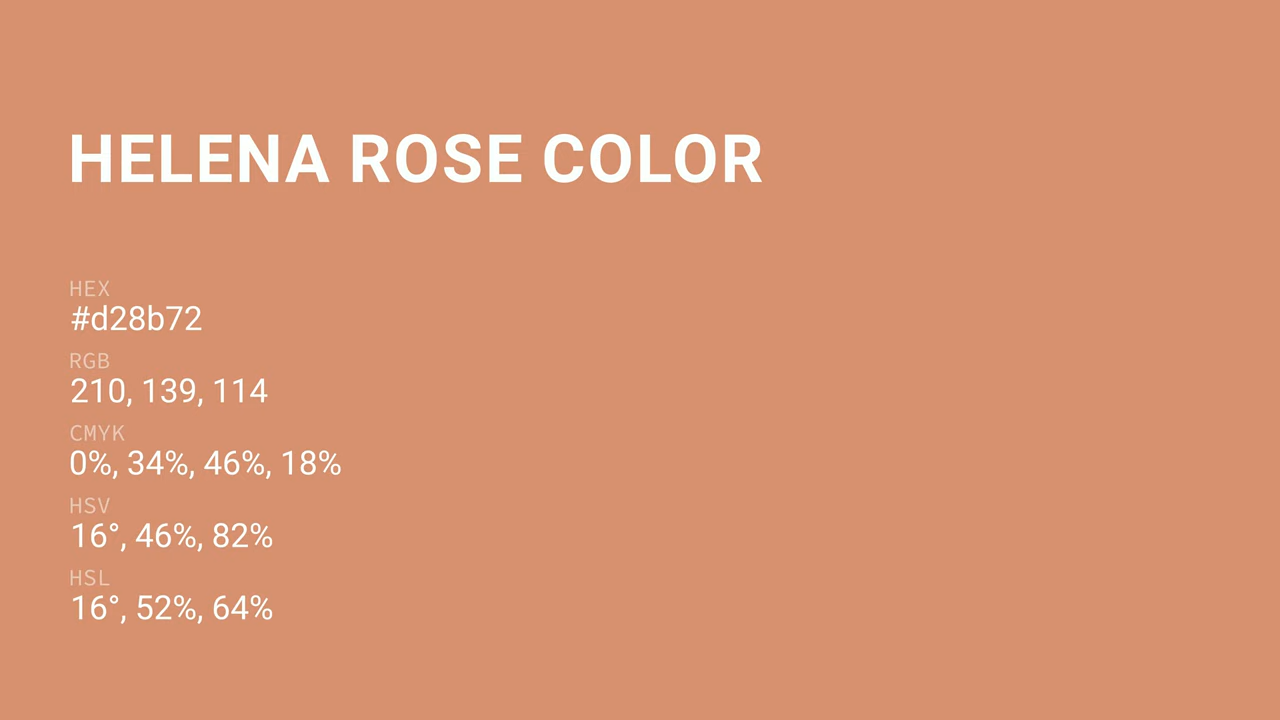 HELENA ROSE COLOR
HEX
#d28b72
RGB
210, 139, 114
CMYK
0%, 34%, 46%, 18%
HSV
16°, 46%, 82%
HSL
16°, 52%, 64%